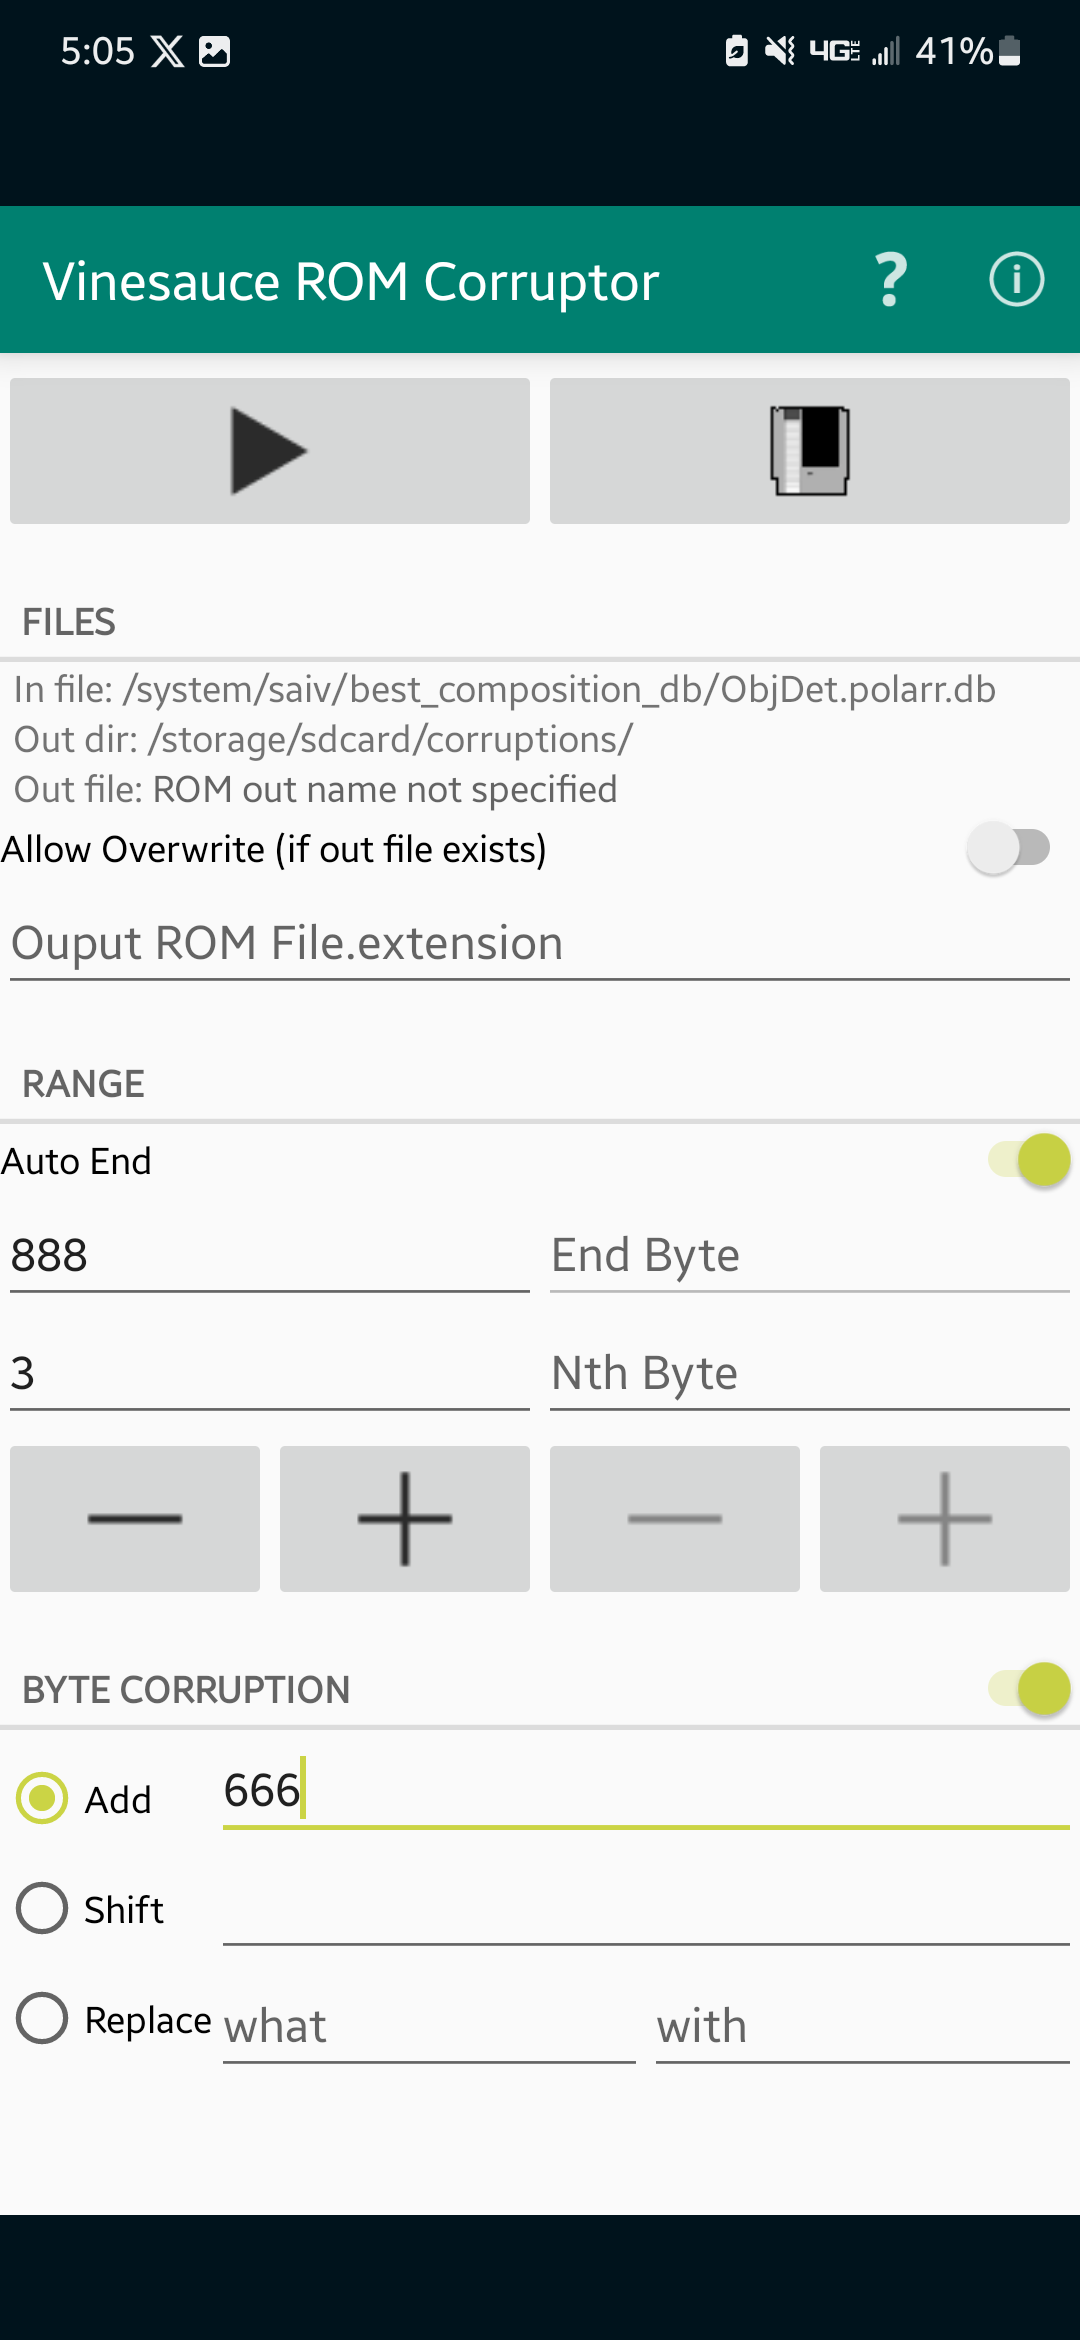 5:05 4G LTE 41%
Vinesauce ROM Corruptor ? i
FILES
In file: /system/saiv/best_composition_db/ObjDet.polarr.db
Out dir: /storage/sdcard/corruptions/
Out file: ROM out name not specified
Allow Overwrite (if out file exists)
Ouput ROM File.extension
RANGE
Auto End
888 End Byte
3 Nth Byte
BYTE CORRUPTION
Add 666
Shift
Replace what with